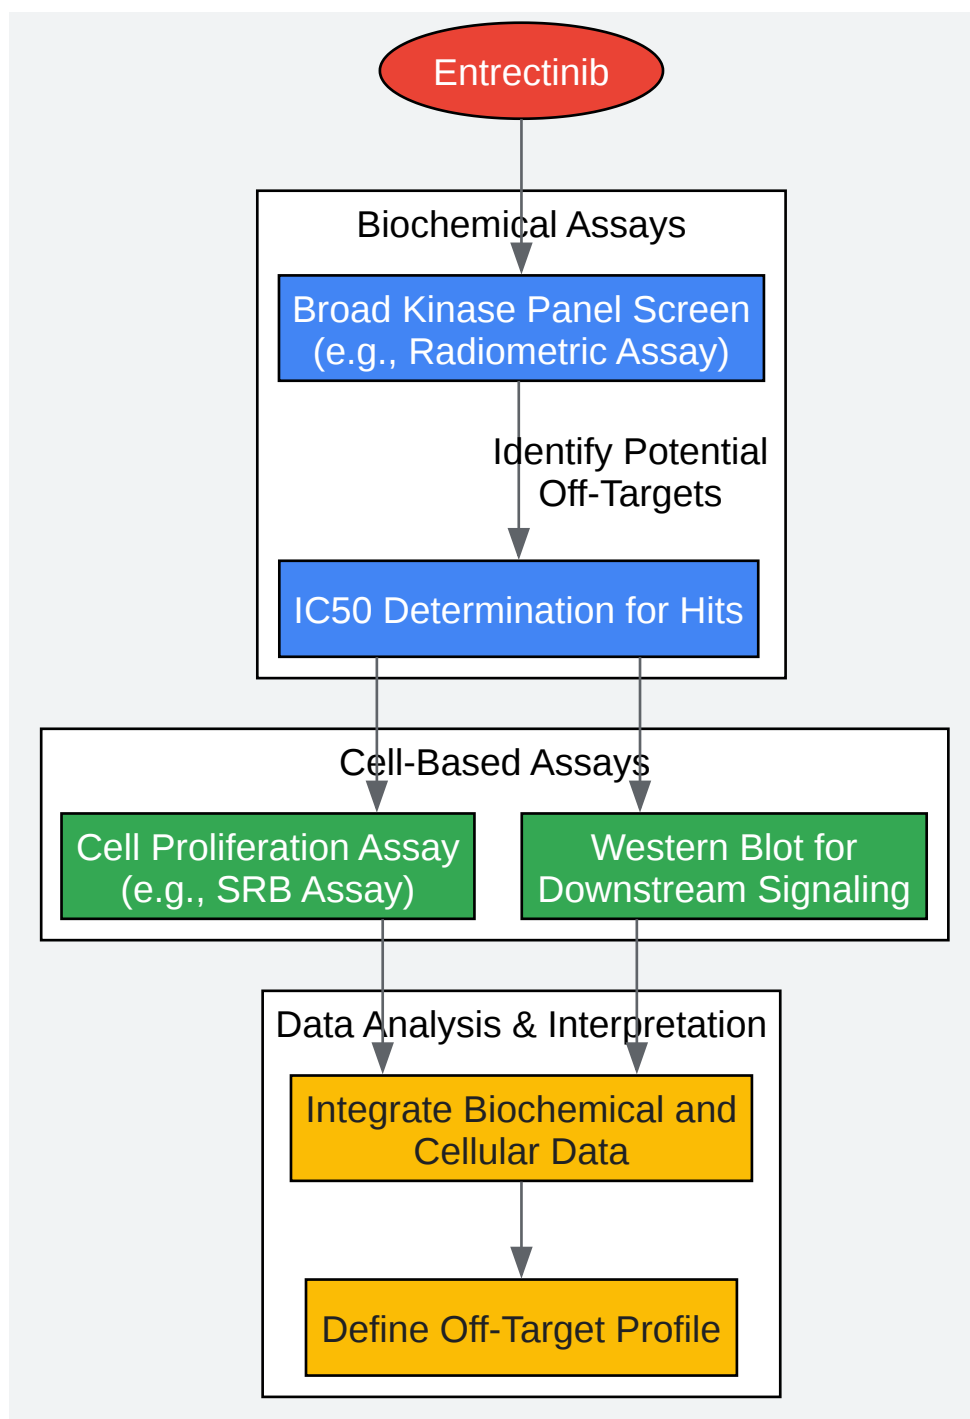 Entrectinib
Biochemical Assays
Broad Kinase Panel Screen
(e.g., Radiometric Assay)
Identify Potential
Off-Targets
IC50 Determination for Hits
Cell-Based Assays
Cell Proliferation Assay
(e.g., SRB Assay)
Western Blot for
Downstream Signaling
Data Analysis & Interpretation
Integrate Biochemical and
Cellular Data
Define Off-Target Profile